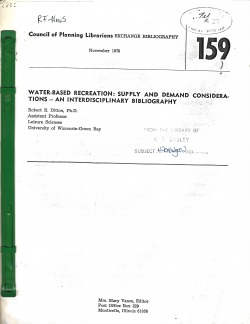 Council of Planning Librarians EXCHANGE BIBLIOGRAPHY
November 1970
159
WATER-BASED RECREATION: SUPPLY AND DEMAND CONSIDERA-
TIONS – AN INTERDISCIPLINARY BIBLIOGRAPHY
Robert B. Ditton, Ph.D.
Assistant Professor
Leisure Sciences
University of Wisconsin-Green Bay
FROM THE LIBRARY OF
SUBJECT
Mrs. Mary Vance, Editor
Post Office Box 229
Monticello, Illinois 61856